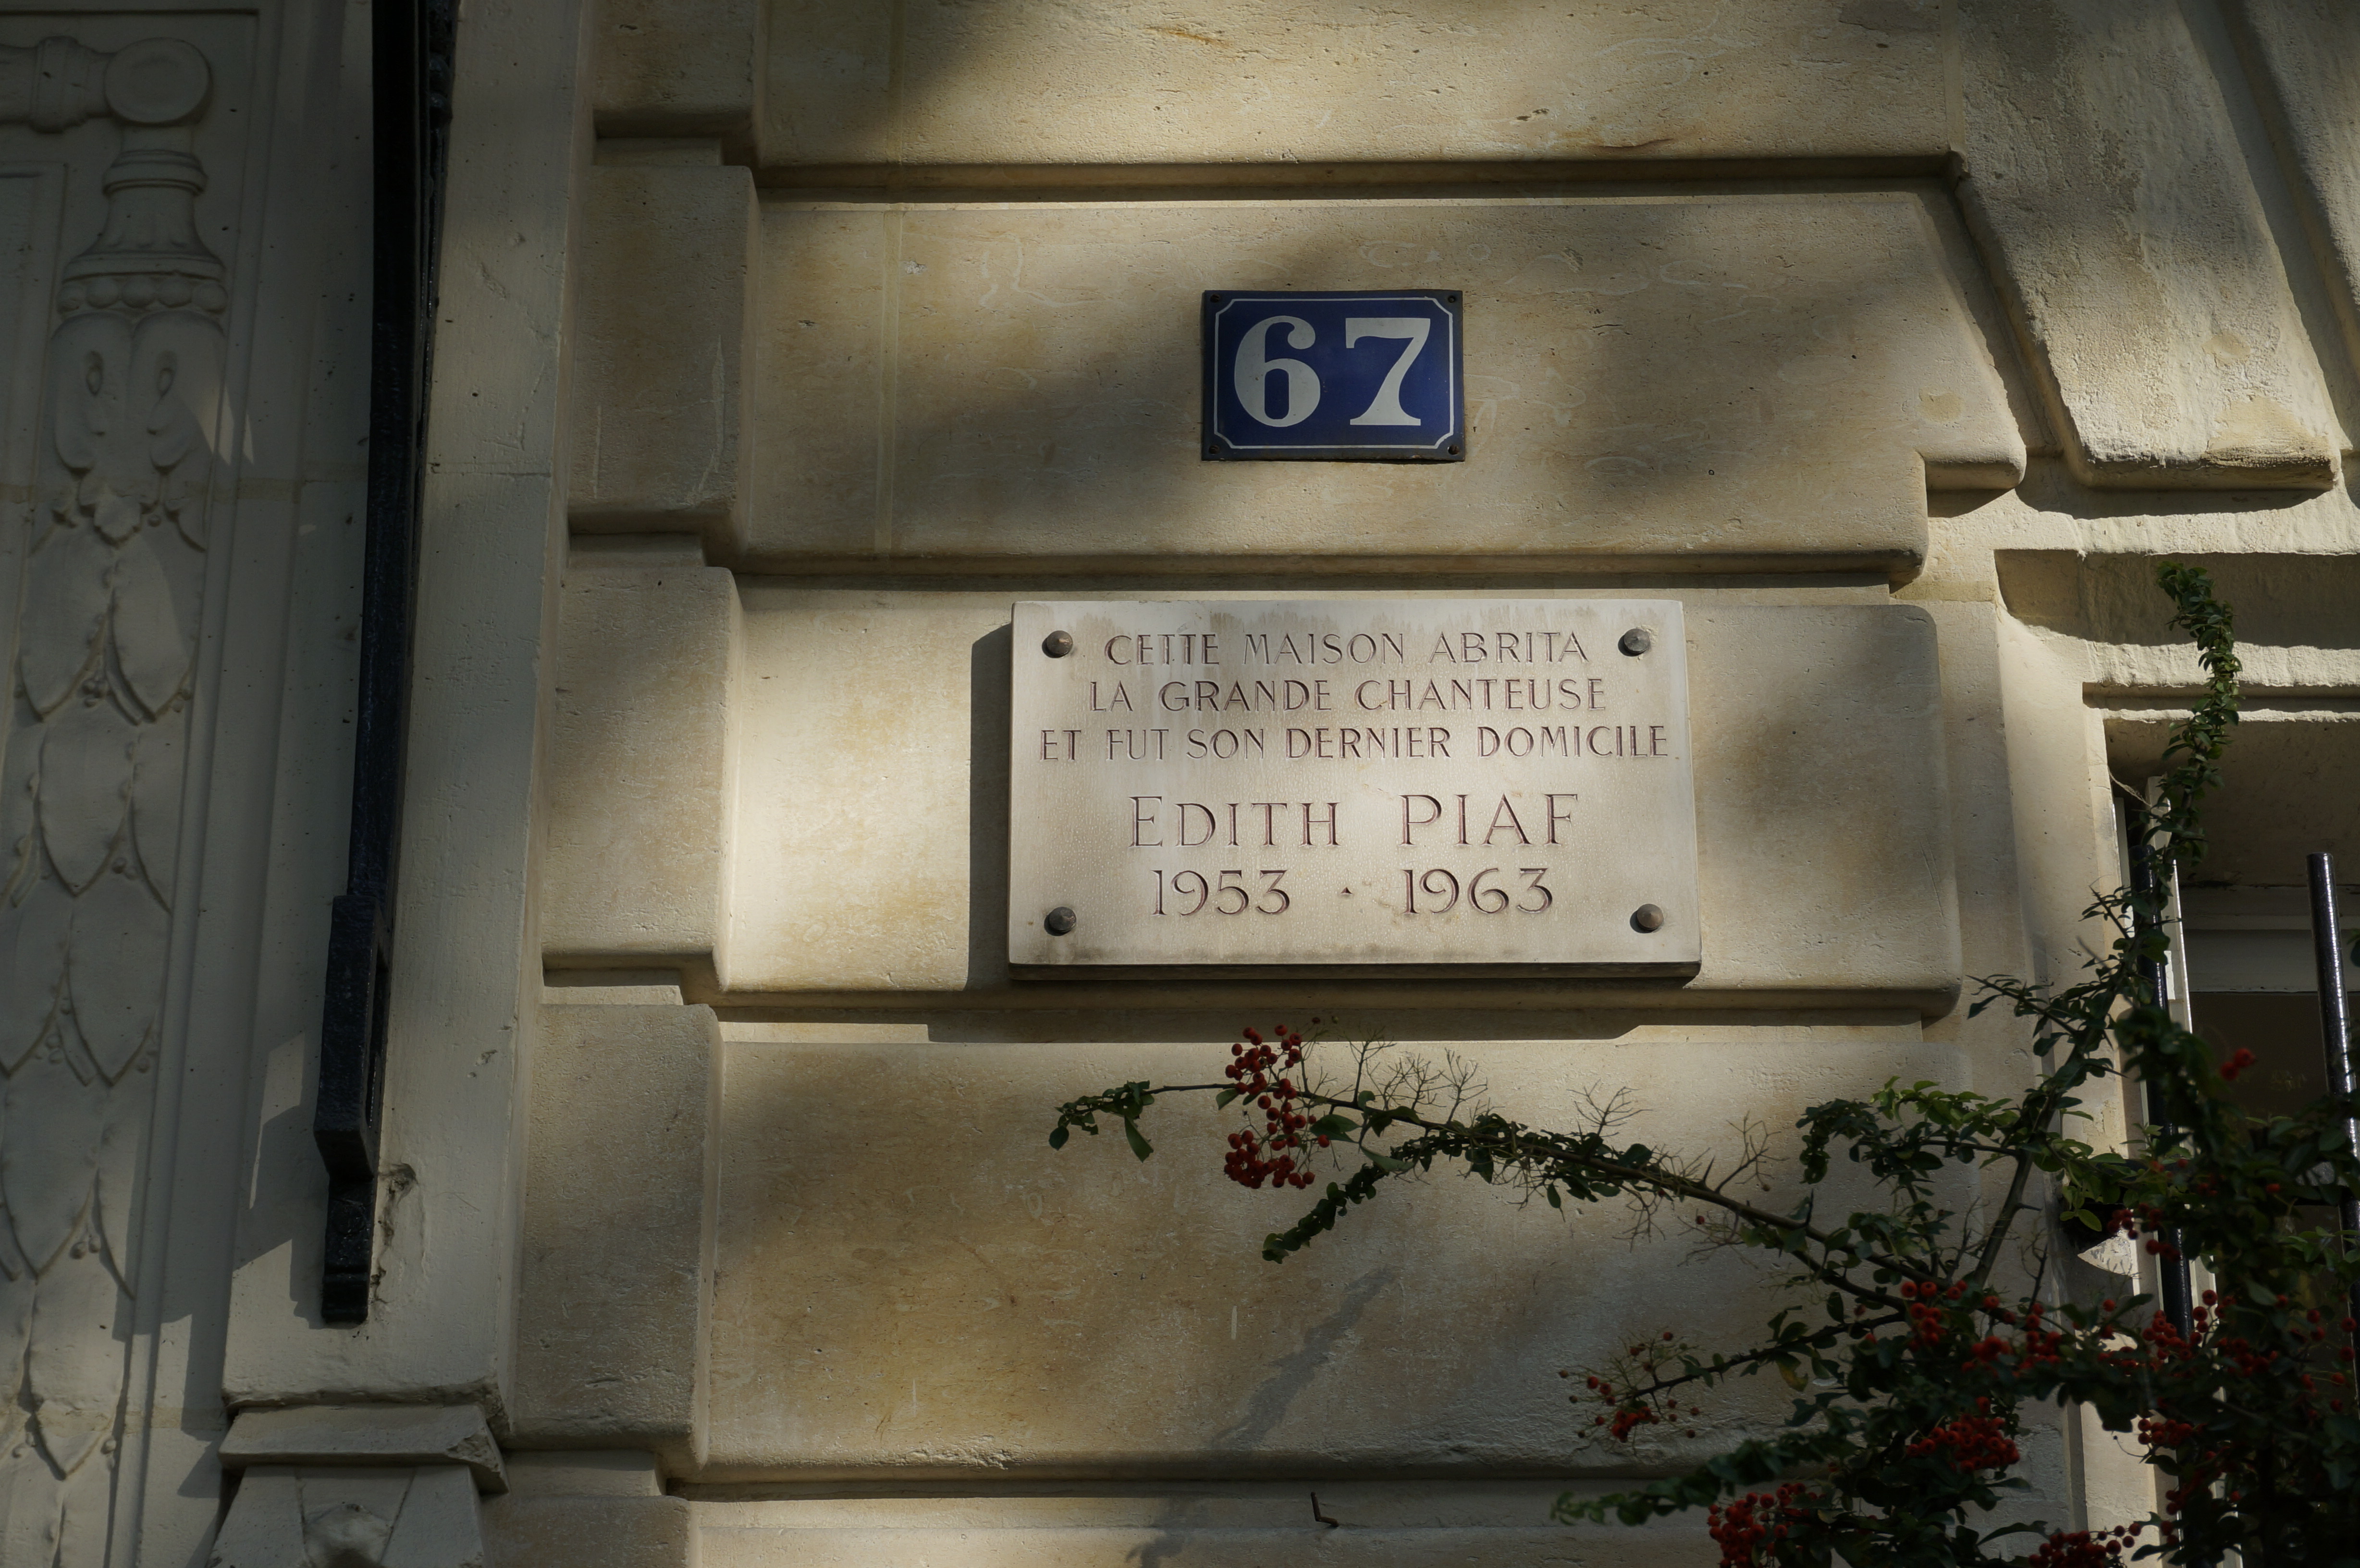 67
CETTE MAISON ABRITA
LA GRANDE CHANTEUSE
ET FUT SON DERNIER DOMICILE
EDITH PIAF
1953 · 1963